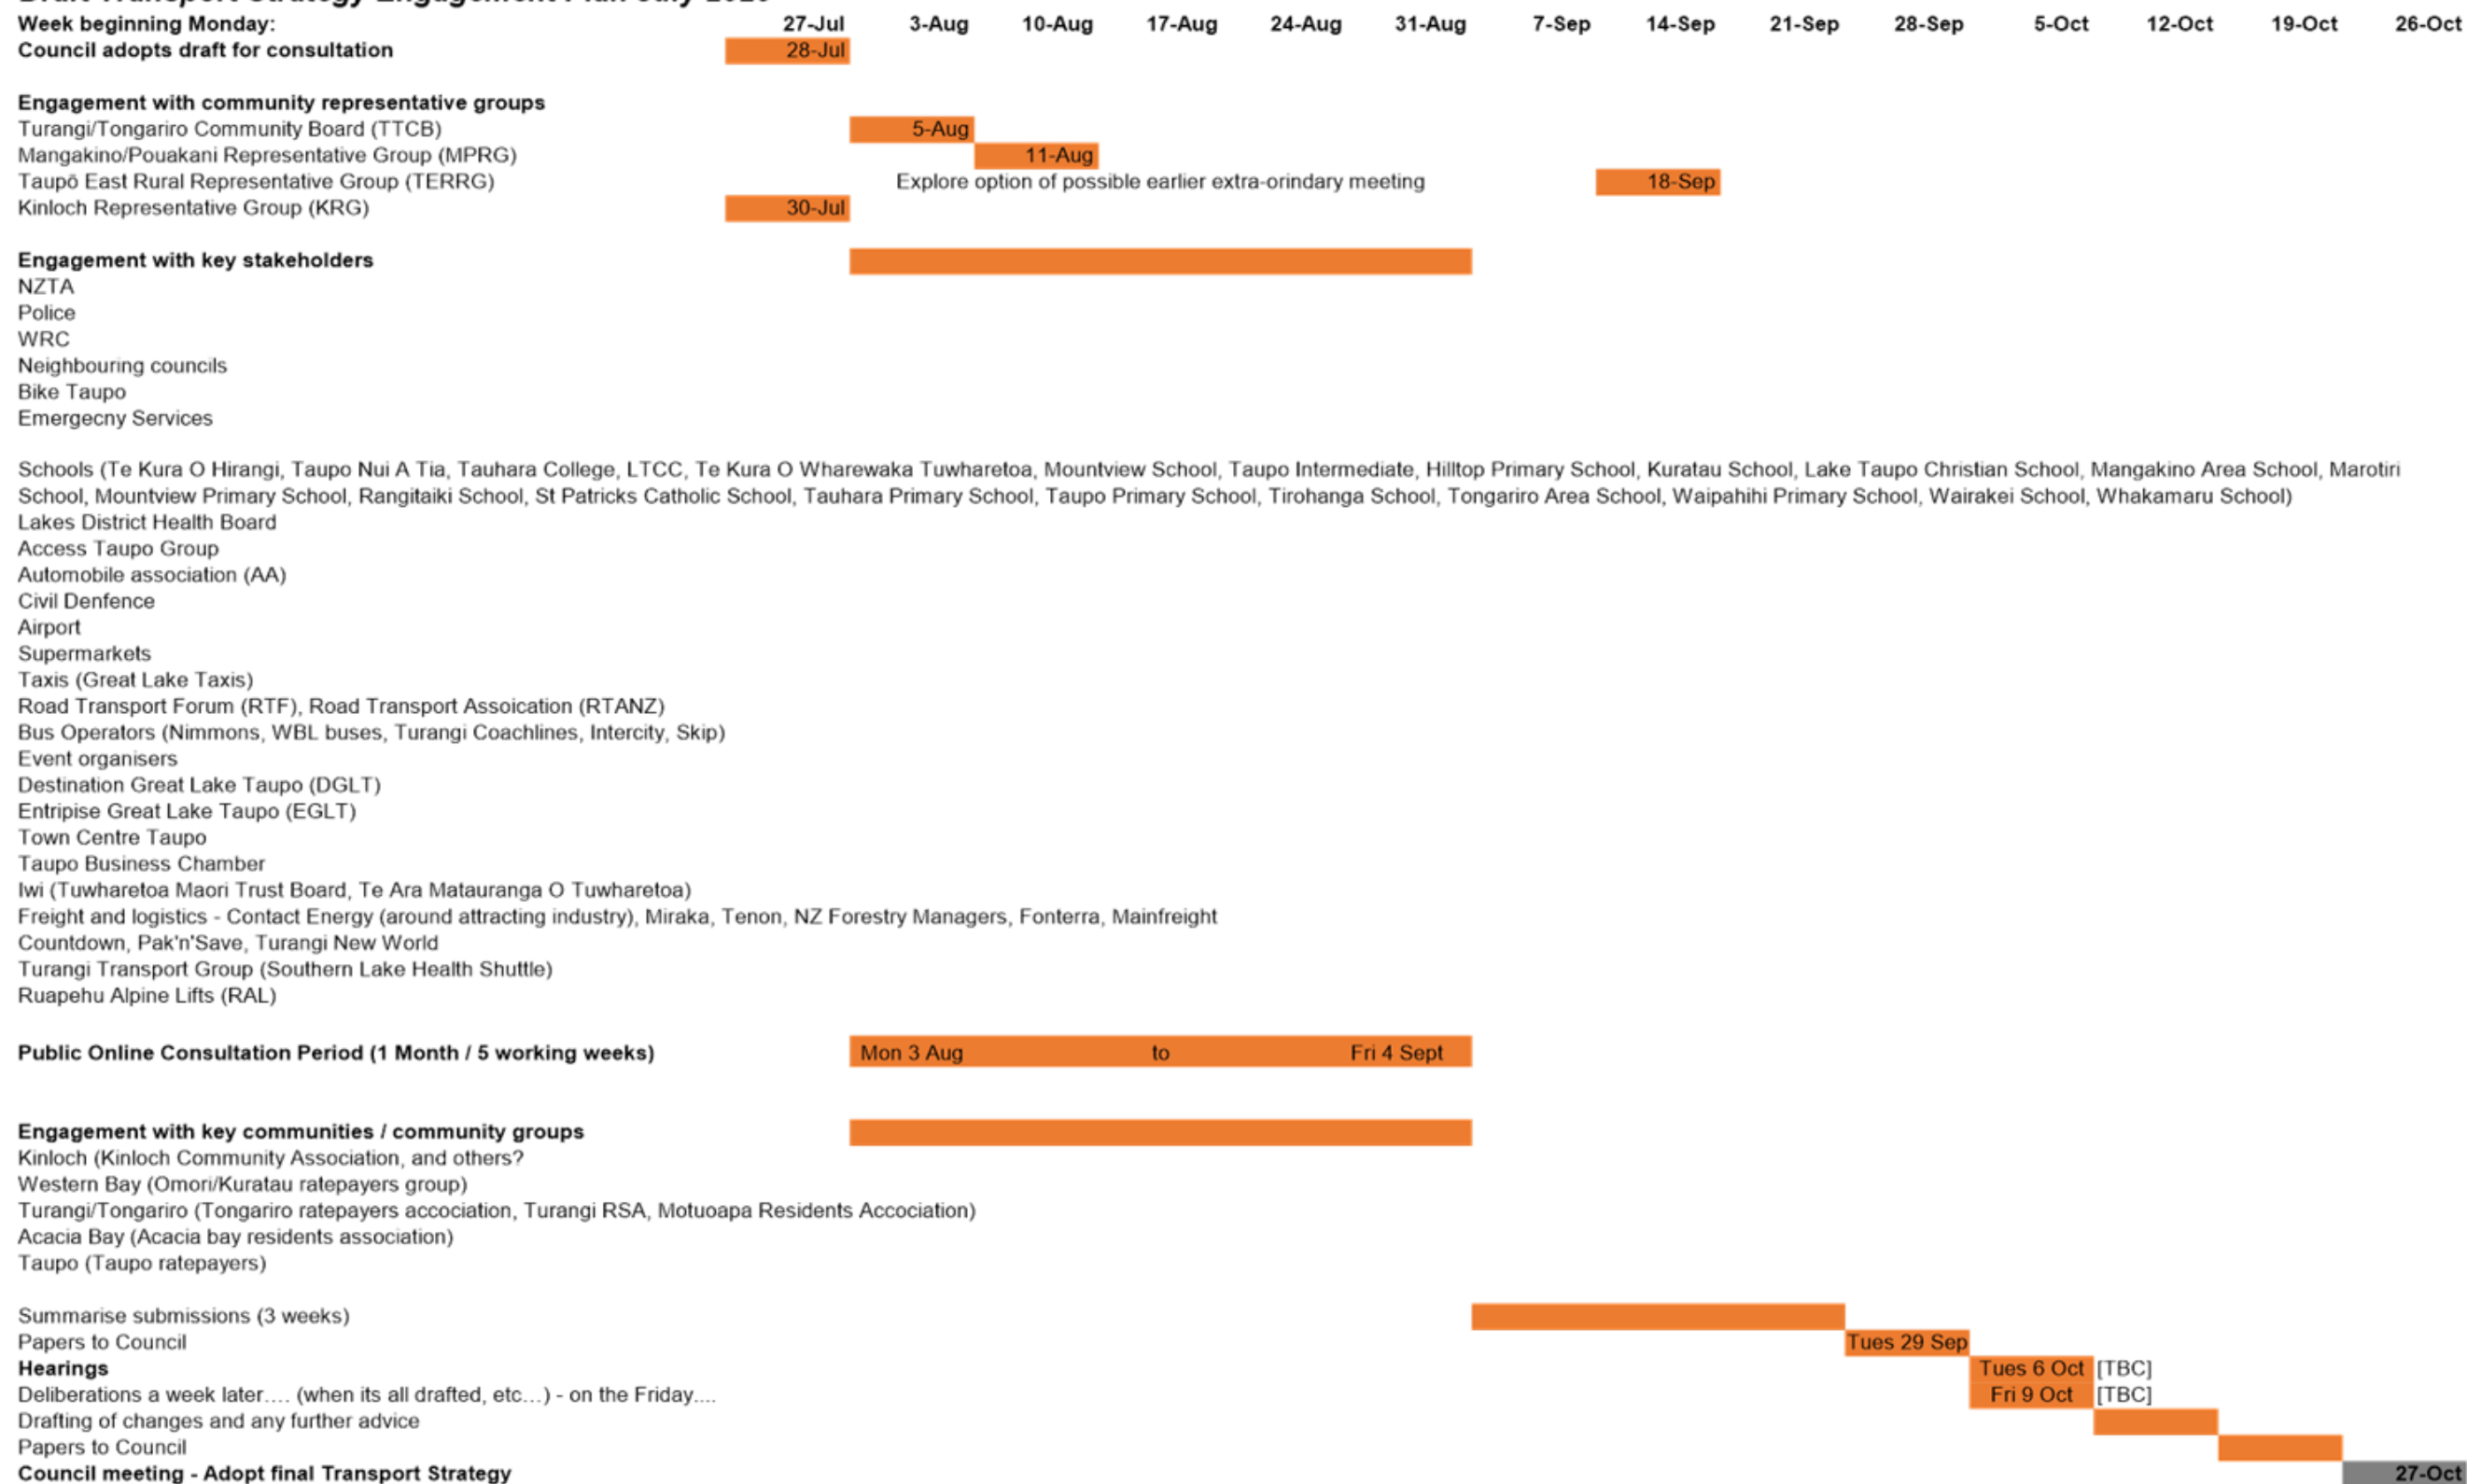 Draft Transport Strategy Engagement Plan July 2020
Week beginning Monday: 27-Jul 3-Aug 10-Aug 17-Aug 24-Aug 31-Aug 7-Sep 14-Sep 21-Sep 28-Sep 5-Oct 12-Oct 19-Oct 26-Oct
Council adopts draft for consultation 28-Jul
Engagement with community representative groups
Turangi/Tongariro Community Board (TTCB) 5-Aug
Mangakino/Pouakani Representative Group (MPRG) 11-Aug
Taupō East Rural Representative Group (TERRG) Explore option of possible earlier extra-orindary meeting 18-Sep
Kinloch Representative Group (KRG) 30-Jul
Engagement with key stakeholders
NZTA
Police
WRC
Neighbouring councils
Bike Taupo
Emergecny Services
Schools (Te Kura O Hirangi, Taupo Nui A Tia, Tauhara College, LTCC, Te Kura O Wharewaka Tuwharetoa, Mountview School, Taupo Intermediate, Hilltop Primary School, Kuratau School, Lake Taupo Christian School, Mangakino Area School, Marotiri
School, Mountview Primary School, Rangitaiki School, St Patricks Catholic School, Tauhara Primary School, Taupo Primary School, Tirohanga School, Tongariro Area School, Waipahihi Primary School, Wairakei School, Whakamaru School)
Lakes District Health Board
Access Taupo Group
Automobile association (AA)
Civil Denfence
Airport
Supermarkets
Taxis (Great Lake Taxis)
Road Transport Forum (RTF), Road Transport Assoication (RTANZ)
Bus Operators (Nimmons, WBL buses, Turangi Coachlines, Intercity, Skip)
Event organisers
Destination Great Lake Taupo (DGLT)
Entripise Great Lake Taupo (EGLT)
Town Centre Taupo
Taupo Business Chamber
Iwi (Tuwharetoa Maori Trust Board, Te Ara Matauranga O Tuwharetoa)
Freight and logistics - Contact Energy (around attracting industry), Miraka, Tenon, NZ Forestry Managers, Fonterra, Mainfreight
Countdown, Pak'n'Save, Turangi New World
Turangi Transport Group (Southern Lake Health Shuttle)
Ruapehu Alpine Lifts (RAL)
Public Online Consultation Period (1 Month / 5 working weeks) Mon 3 Aug to Fri 4 Sept
Engagement with key communities / community groups
Kinloch (Kinloch Community Association, and others?
Western Bay (Omori/Kuratau ratepayers group)
Turangi/Tongariro (Tongariro ratepayers accociation, Turangi RSA, Motuoapa Residents Accociation)
Acacia Bay (Acacia bay residents association)
Taupo (Taupo ratepayers)
Summarise submissions (3 weeks)
Papers to Council Tues 29 Sep
Hearings Tues 6 Oct [TBC]
Deliberations a week later.... (when its all drafted, etc...) - on the Friday.... Fri 9 Oct [TBC]
Drafting of changes and any further advice
Papers to Council
Council meeting - Adopt final Transport Strategy 27-Oct